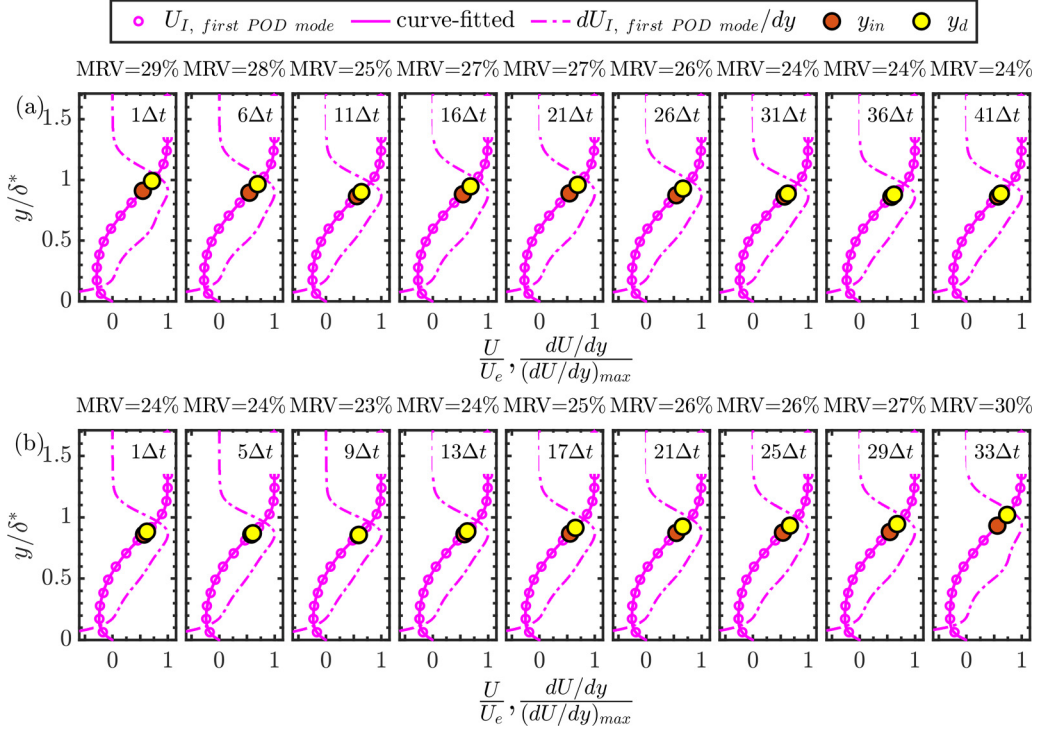 U_{I, first POD mode} curve-fitted dU_{I, first POD mode}/dy y_{in} y_d
MRV=29% MRV=28% MRV=25% MRV=27% MRV=27% MRV=26% MRV=24% MRV=24% MRV=24%
(a)
1Δt 6Δt 11Δt 16Δt 21Δt 26Δt 31Δt 36Δt 41Δt
1.5
1
0.5
0
y/δ*
0 1 0 1 0 1 0 1 0 1 0 1 0 1 0 1 0 1
U/U_e, (dU/dy)/((dU/dy)_{max})
MRV=24% MRV=24% MRV=23% MRV=24% MRV=25% MRV=26% MRV=26% MRV=27% MRV=30%
(b)
1Δt 5Δt 9Δt 13Δt 17Δt 21Δt 25Δt 29Δt 33Δt
1.5
1
0.5
0
y/δ*
0 1 0 1 0 1 0 1 0 1 0 1 0 1 0 1 0 1
U/U_e, (dU/dy)/((dU/dy)_{max})